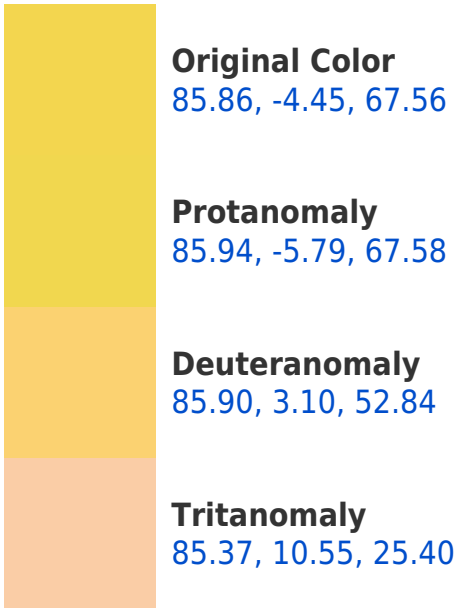 Original Color
85.86, -4.45, 67.56
Protanomaly
85.94, -5.79, 67.58
Deuteranomaly
85.90, 3.10, 52.84
Tritanomaly
85.37, 10.55, 25.40